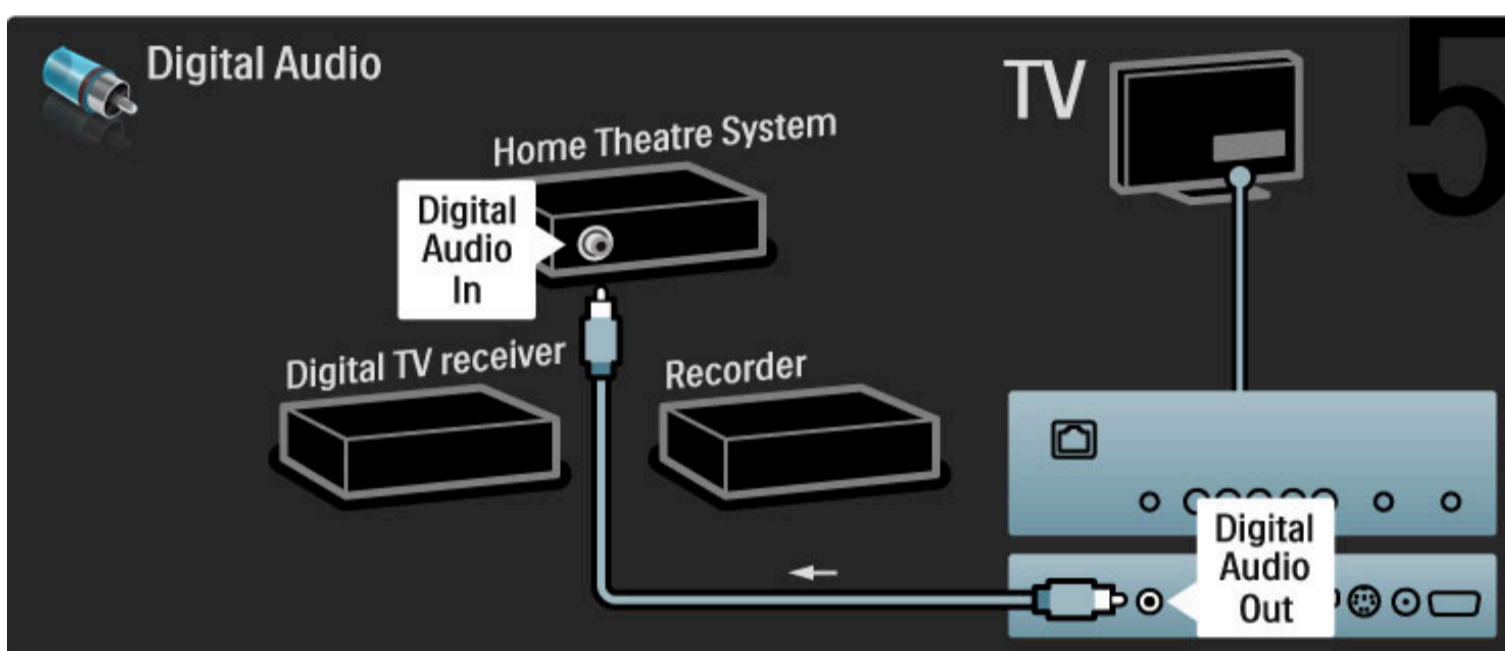 Digital Audio
TV
5
Home Theatre System
Digital
Audio
In
Digital TV receiver
Recorder
Digital
Audio
Out